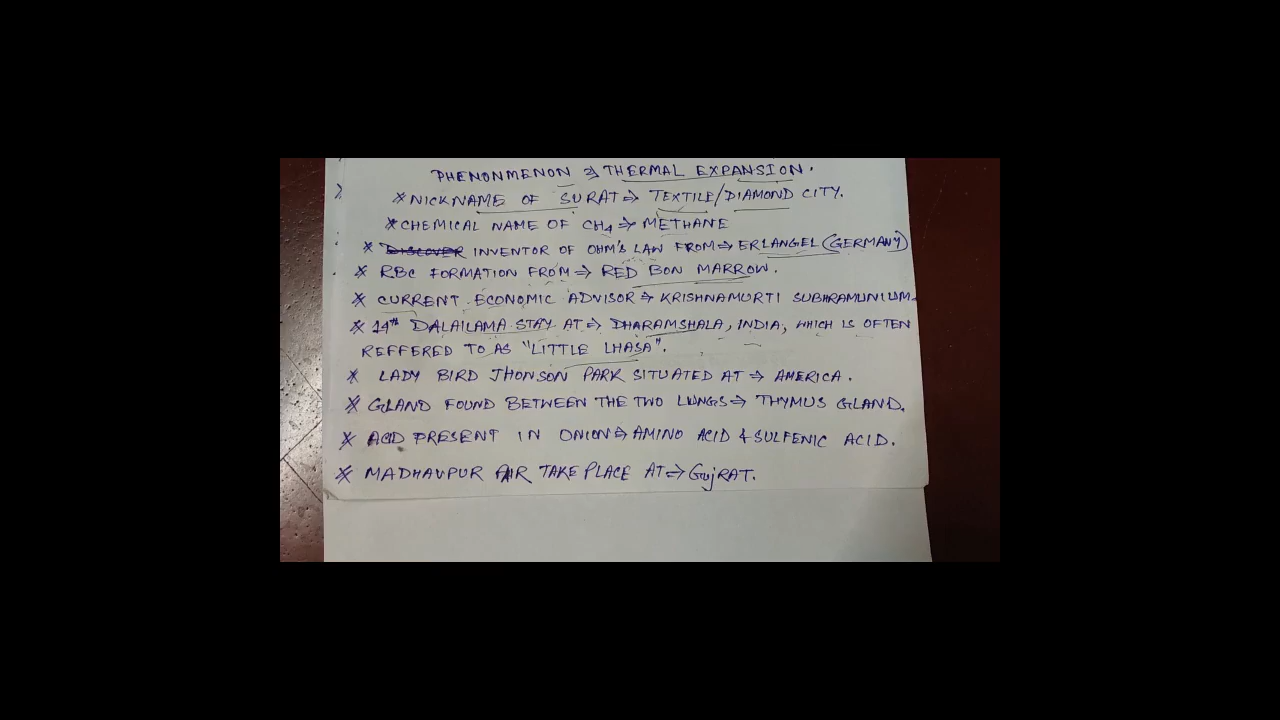 PHENONMENON ⇒ THERMAL EXPANSION.
* NICKNAME OF SURAT ⇒ TEXTILE/DIAMOND CITY.
* CHEMICAL NAME OF CH4 ⇒ METHANE
* DISCOVER INVENTOR OF OHM'S LAW FROM ⇒ ERLANGEL (GERMANY)
* RBC FORMATION FROM ⇒ RED BON MARROW.
* CURRENT ECONOMIC ADVISOR ⇒ KRISHNAMURTI SUBHRAMUNIUM.
* 14th DALAILAMA STAY AT ⇒ DHARAMSHALA, INDIA, WHICH IS OFTEN
REFFERED TO AS "LITTLE LHASA".
* LADY BIRD JHONSON PARK SITUATED AT ⇒ AMERICA.
* GLAND FOUND BETWEEN THE TWO LUNGS ⇒ THYMUS GLAND.
* ACID PRESENT IN ONION ⇒ AMINO ACID & SULFENIC ACID.
* MADHAVPUR FAIR TAKE PLACE AT ⇒ GujRAT.